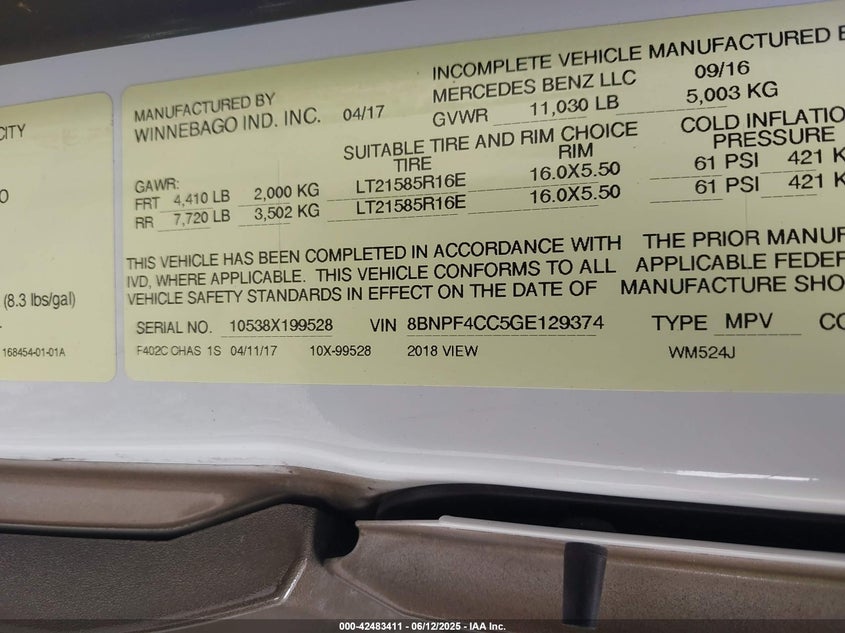 CITY
O
(8.3 lbs/gal)
168454-01-01A
MANUFACTURED BY
WINNEBAGO IND. INC. 04/17
INCOMPLETE VEHICLE MANUFACTURED B
MERCEDES BENZ LLC 09/16
GVWR 11,030 LB 5,003 KG
SUITABLE TIRE AND RIM CHOICE
COLD INFLATIO
TIRE RIM PRESSURE
GAWR:
FRT 4,410 LB 2,000 KG LT21585R16E 16.0X5.50 61 PSI 421 K
RR 7,720 LB 3,502 KG LT21585R16E 16.0X5.50 61 PSI 421 K
THIS VEHICLE HAS BEEN COMPLETED IN ACCORDANCE WITH THE PRIOR MANUF
IVD, WHERE APPLICABLE. THIS VEHICLE CONFORMS TO ALL APPLICABLE FEDER
VEHICLE SAFETY STANDARDS IN EFFECT ON THE DATE OF MANUFACTURE SHO
SERIAL NO. 10538X199528 VIN 8BNPF4CC5GE129374 TYPE MPV CO
F402C CHAS 1S 04/11/17 10X-99528 2018 VIEW WM524J
000-42483411 - 06/12/2025 - IAA Inc.